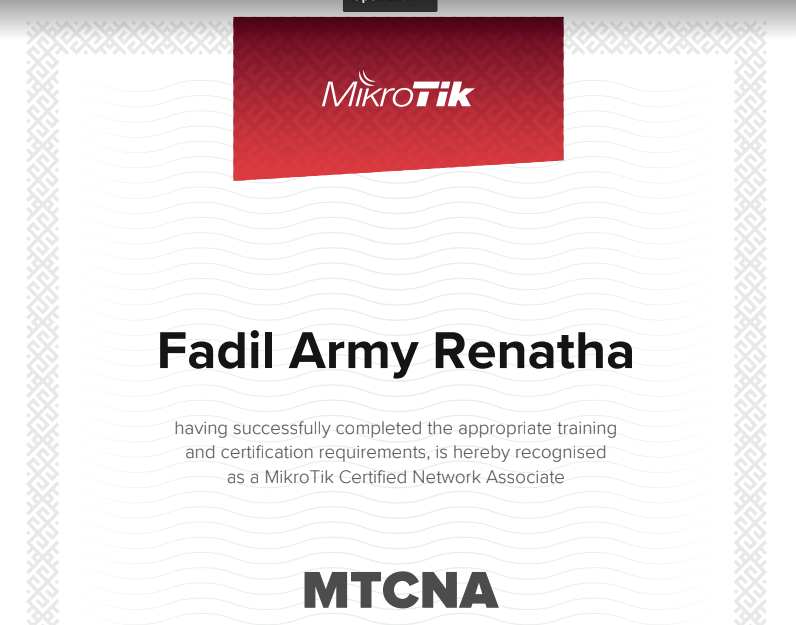 MikroTik
Fadil Army Renatha
having successfully completed the appropriate training
and certification requirements, is hereby recognised
as a MikroTik Certified Network Associate
MTCNA